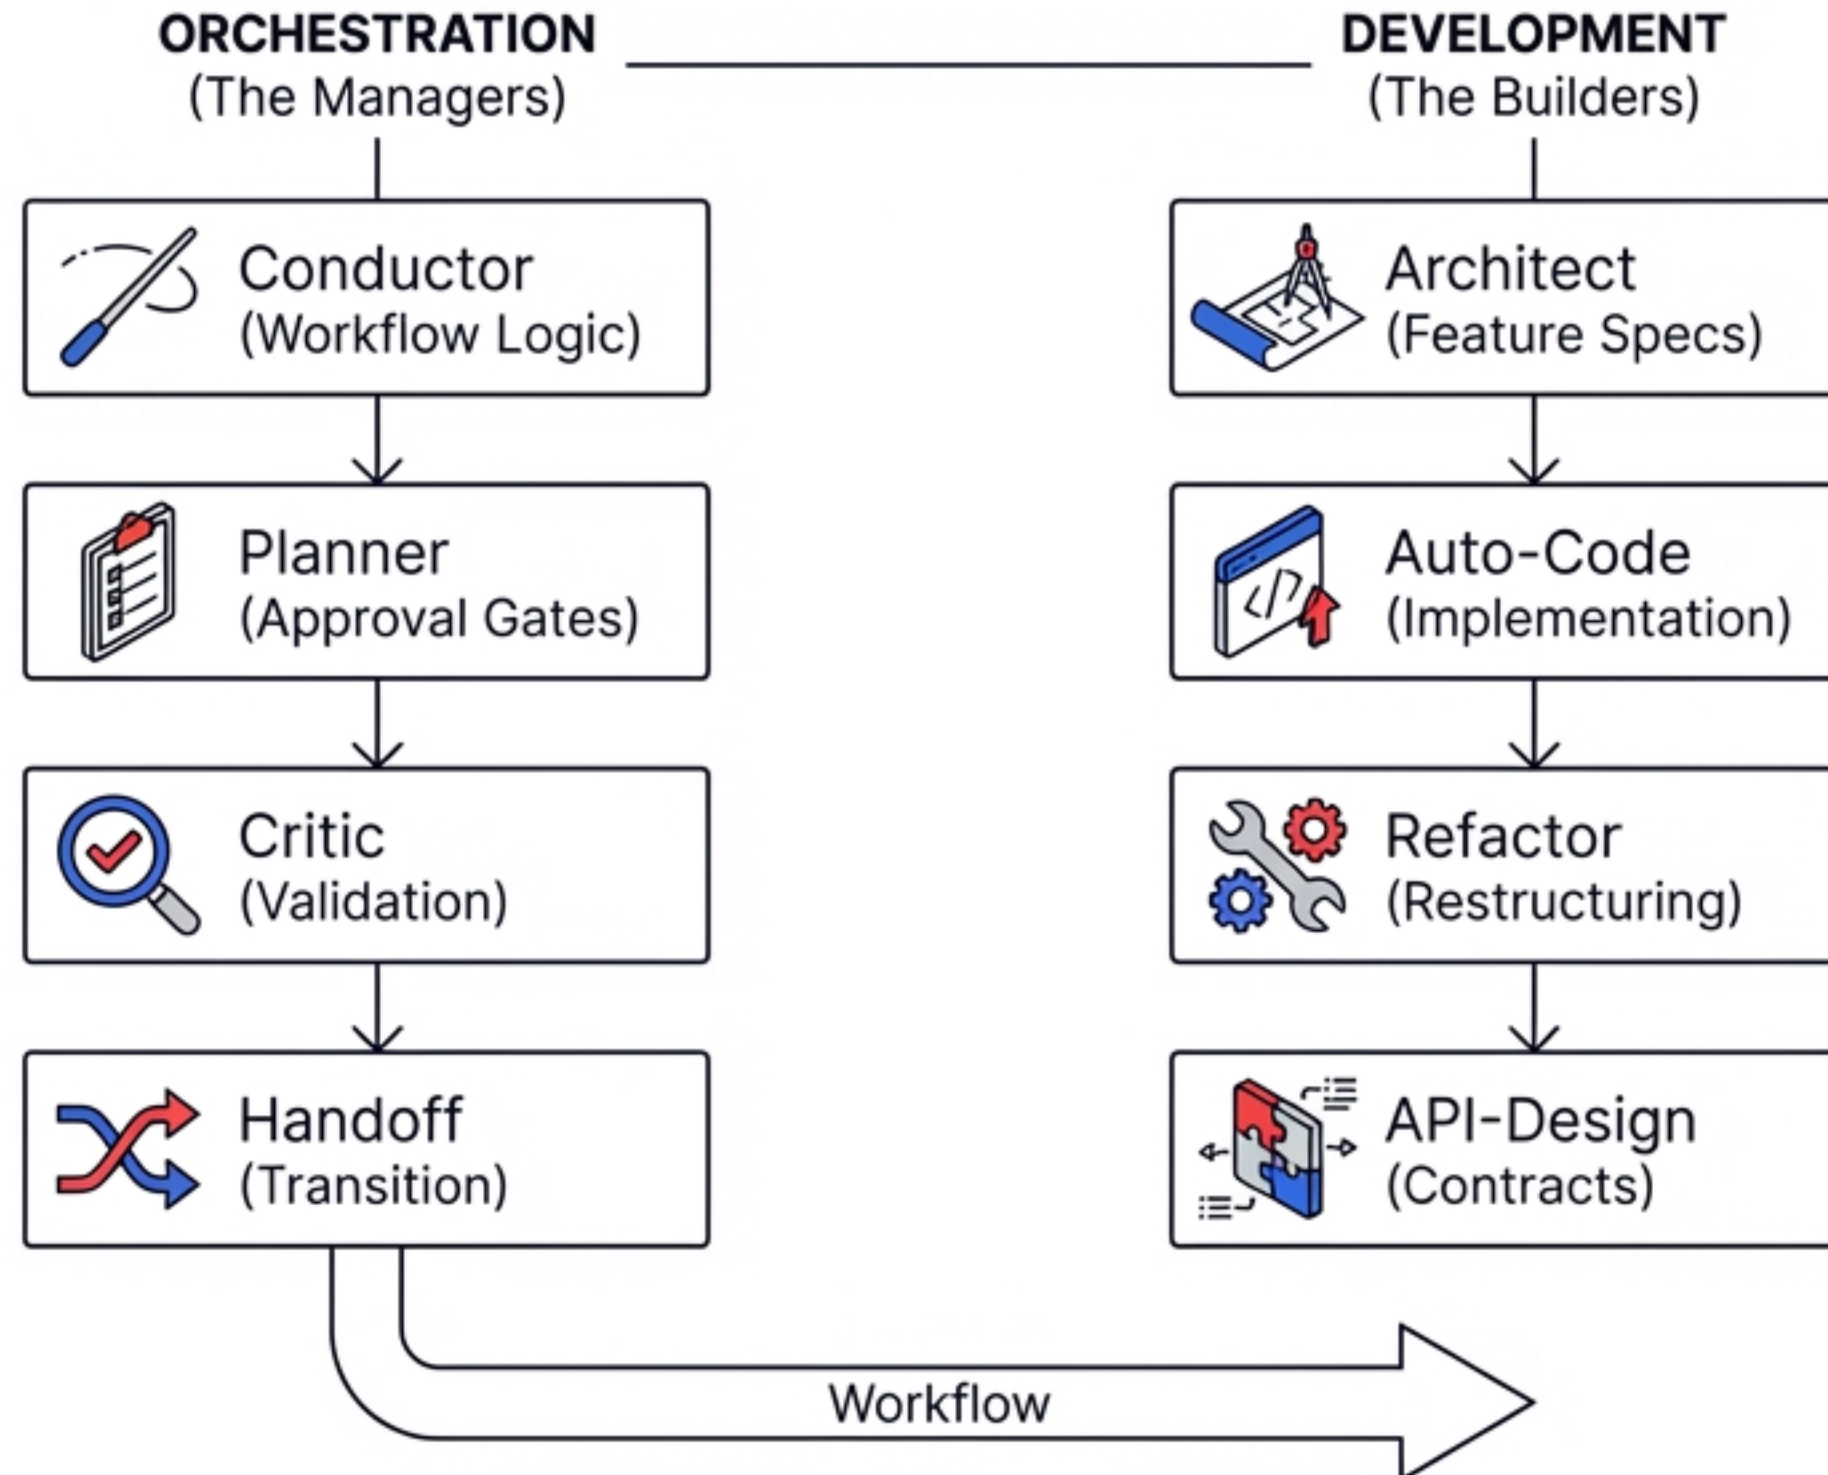 ORCHESTRATION
(The Managers)
Conductor
(Workflow Logic)
Planner
(Approval Gates)
Critic
(Validation)
Handoff
(Transition)
DEVELOPMENT
(The Builders)
Architect
(Feature Specs)
Auto-Code
(Implementation)
</>
Refactor
(Restructuring)
API-Design
(Contracts)
Workflow